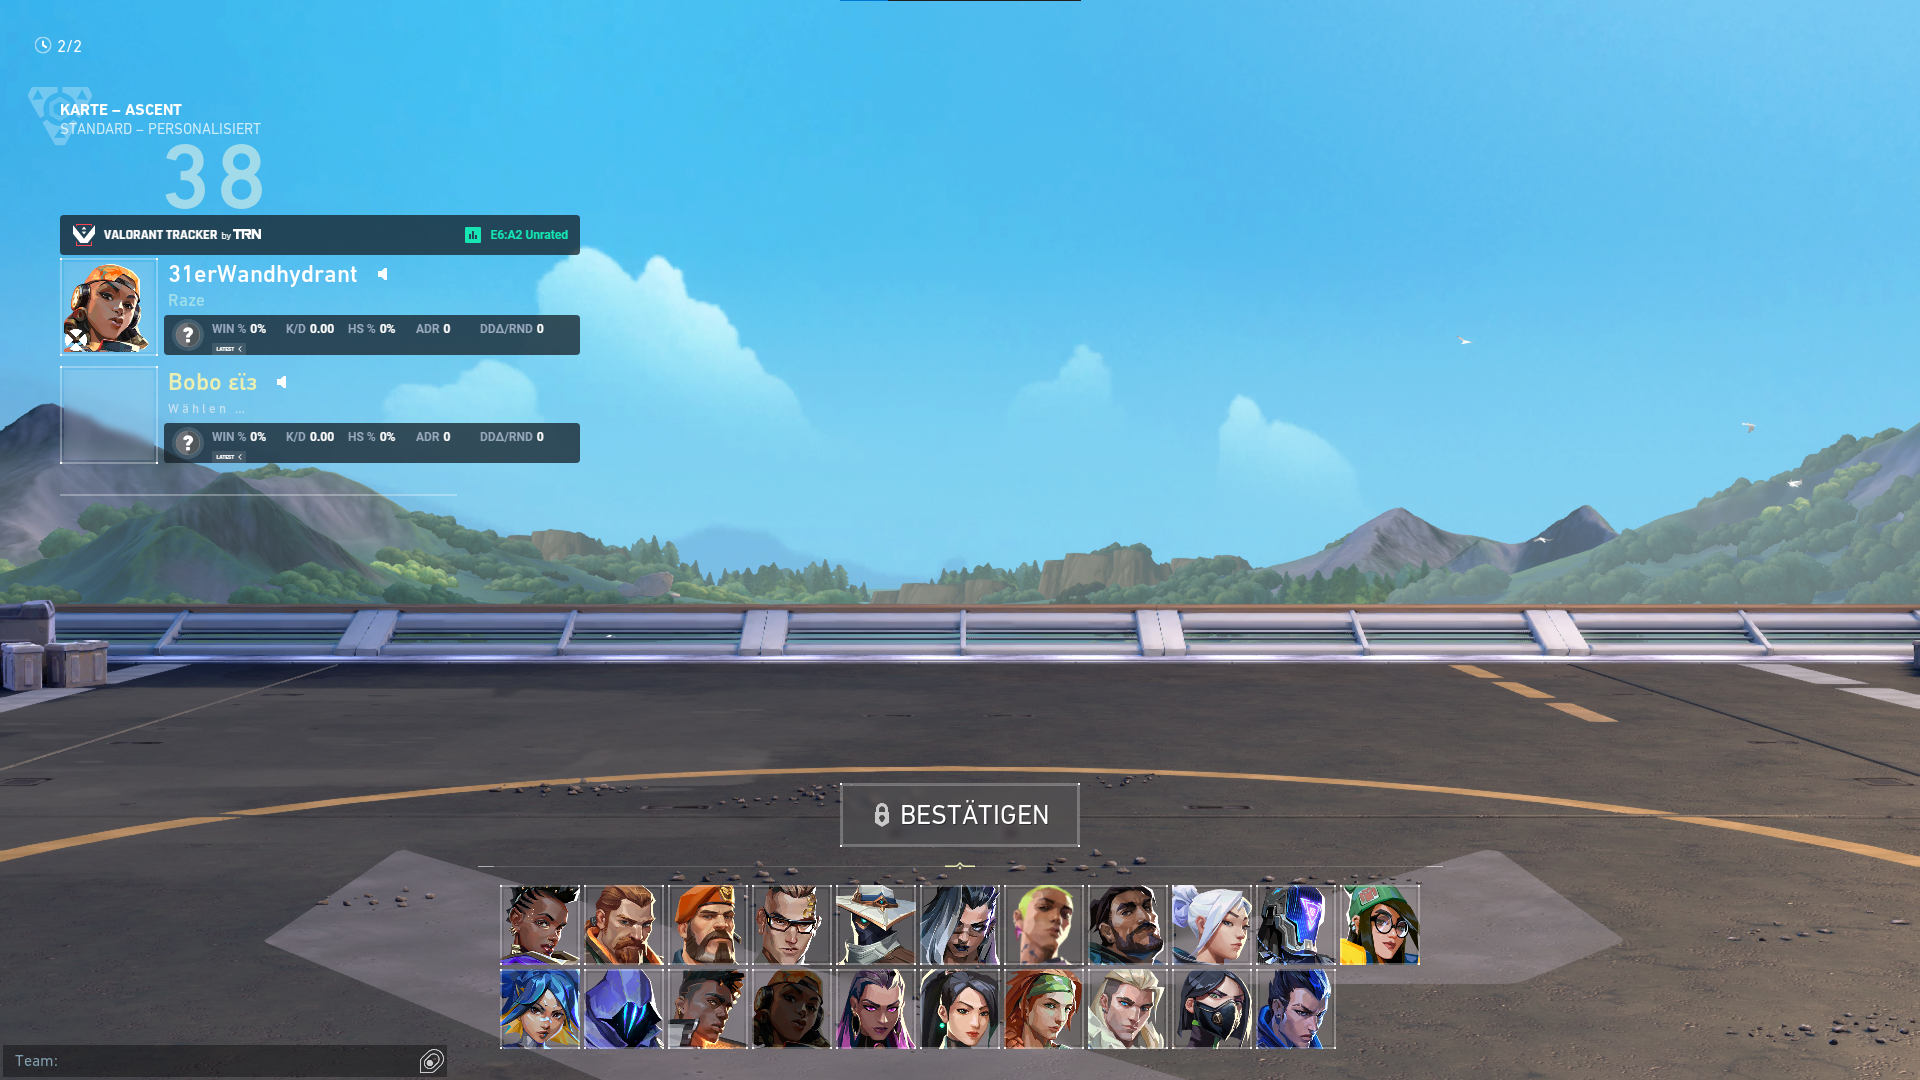 2/2
KARTE – ASCENT
STANDARD – PERSONALISIERT
38
VALORANT TRACKER by TRN
E6:A2 Unrated
31erWandhydrant
Raze
? WIN % 0% K/D 0.00 HS % 0% ADR 0 DDΔ/RND 0
LATEST <
Bobo εïз
Wählen ...
? WIN % 0% K/D 0.00 HS % 0% ADR 0 DDΔ/RND 0
LATEST <
BESTÄTIGEN
Team: